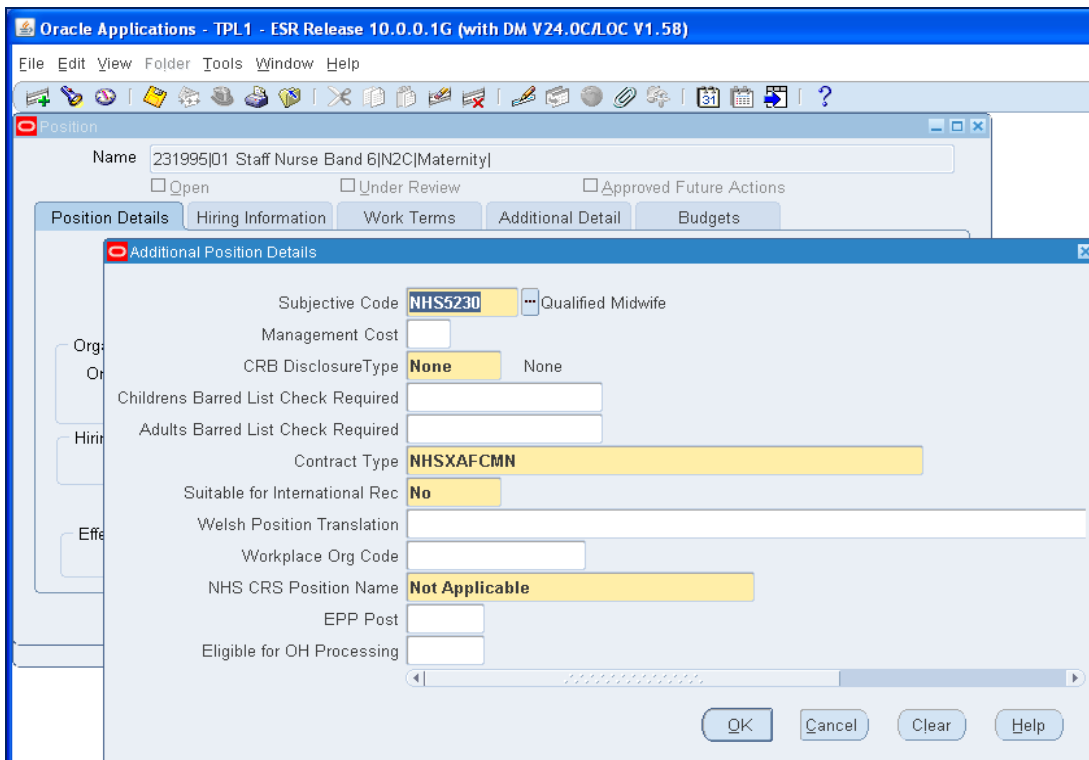 Oracle Applications - TPL1 - ESR Release 10.0.0.1G (with DM V24.0C/LOC V1.58)
File Edit View Folder Tools Window Help
31
?
Position
Name 231995|01 Staff Nurse Band 6|N2C|Maternity|
Open Under Review Approved Future Actions
Position Details Hiring Information Work Terms Additional Detail Budgets
Additional Position Details
Subjective Code NHS5230 ... Qualified Midwife
Management Cost
Orga
CRB DisclosureType None None
Or
Childrens Barred List Check Required
Adults Barred List Check Required
Hirin
Contract Type NHSXAFCMN
Suitable for International Rec No
Welsh Position Translation
Effe
Workplace Org Code
NHS CRS Position Name Not Applicable
EPP Post
Eligible for OH Processing
OK Cancel Clear Help